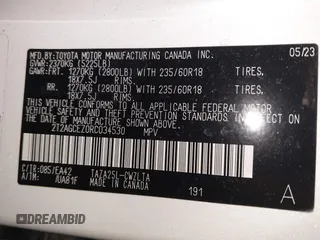 MFD. BY: TOYOTA MOTOR MANUFACTURING CANADA INC. 05/23
GVWR: 2370KG (5225LB)
GAWR: FRT. 1270KG (2800LB) WITH 235/60R18 TIRES,
18X7.5J RIMS,
RR. 1270KG (2800LB) WITH 235/60R18 TIRES,
18X7.5J
THIS VEHICLE CONFORMS TO ALL APPLICABLE FEDERAL MOTOR
VEHICLE SAFETY AND THEFT
PREVENTION STANDARDS IN EFFECT ON THE DATE OF
MANUFACTURE SHOWN ABOVE.
2T2AGCEZ0RC034530 MPV
C/TR: 085/EA42 TAZA25L-CWZLTA
A/TM: /UA81F MADE IN CANADA
191 A
DREAMBID